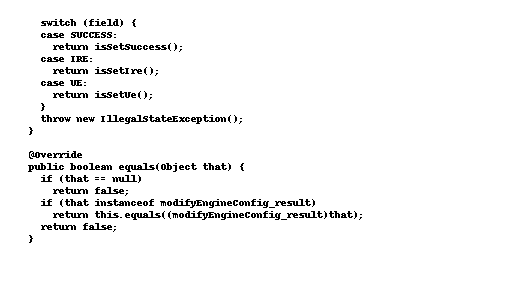 switch (field) {
case SUCCESS:
return isSetSuccess();
case IRE:
return isSetIre();
case UE:
return isSetUe();
}
throw new IllegalStateException();
}
@Override
public boolean equals(Object that) {
if (that == null)
return false;
if (that instanceof modifyEngineConfig_result)
return this.equals((modifyEngineConfig_result)that);
return false;
}